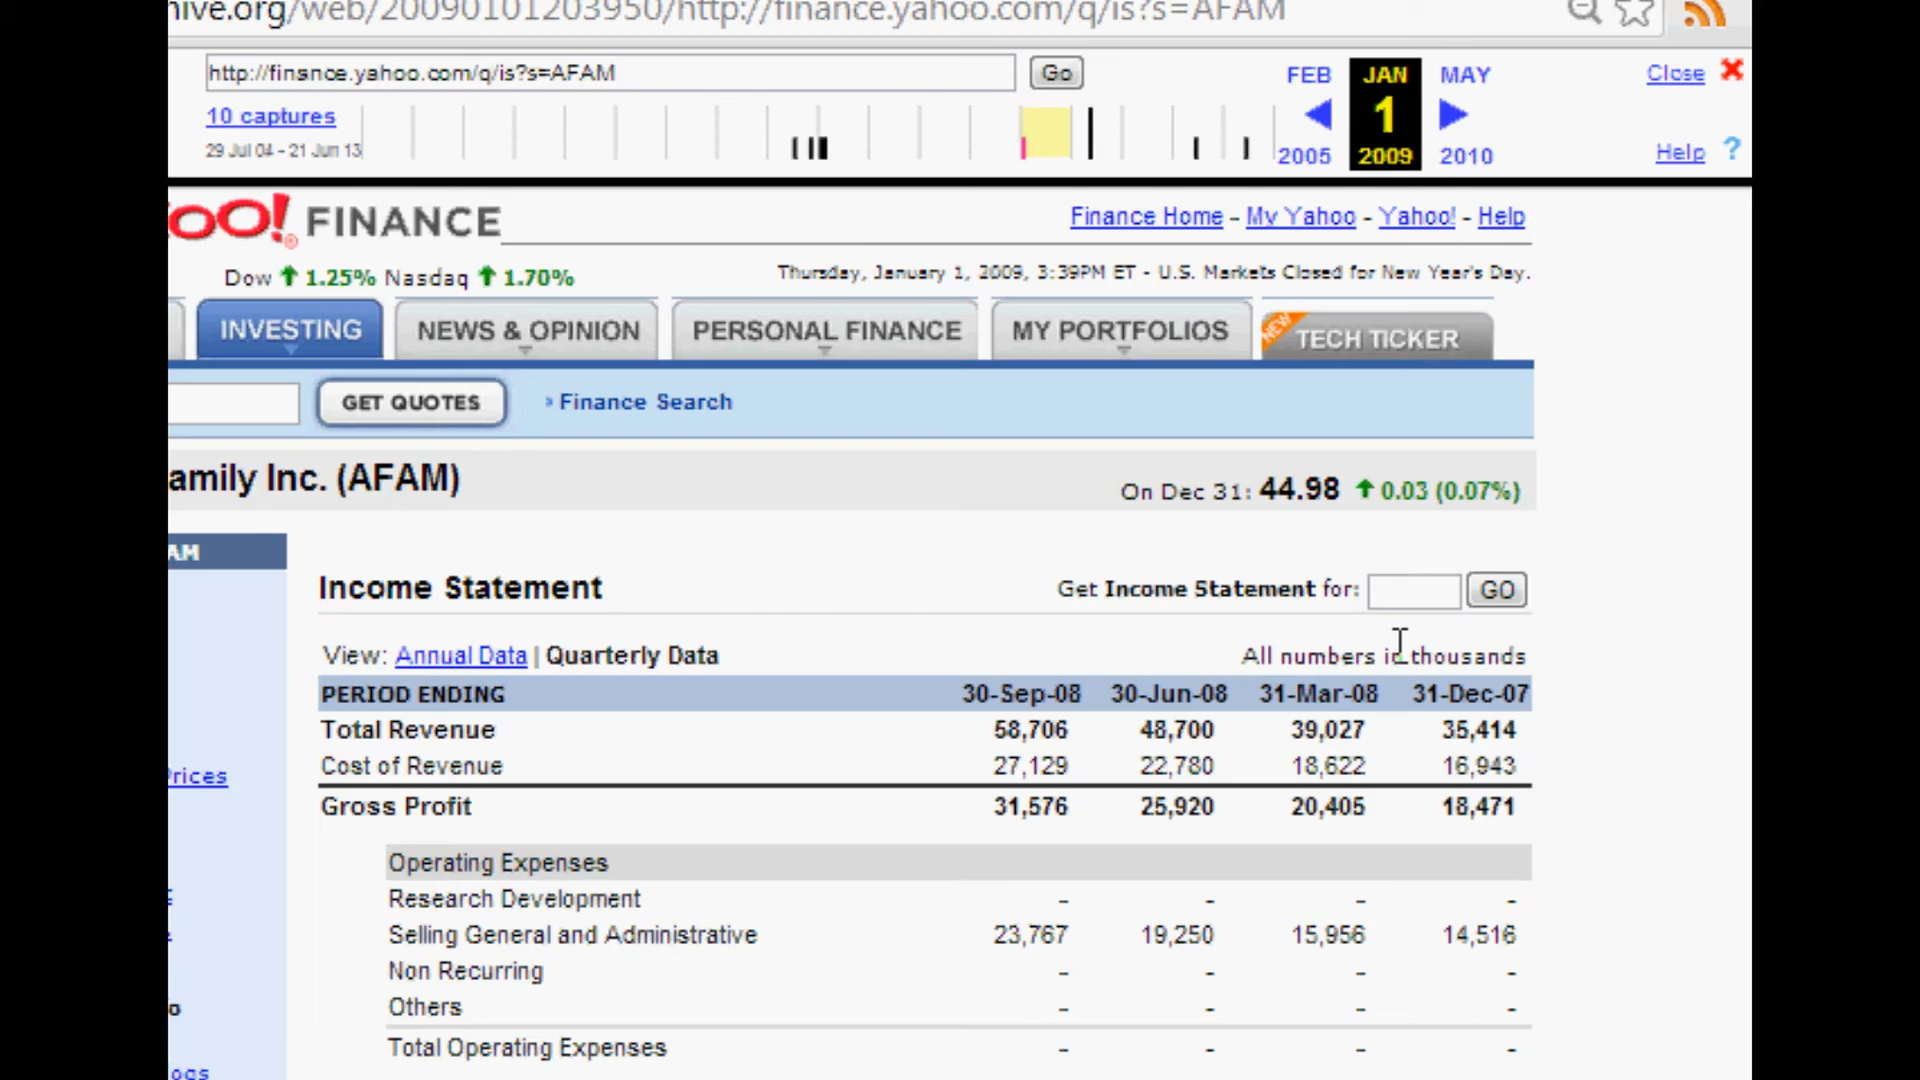 hive.org/web/20090101203950/http://finance.yahoo.com/q/is?s=AFAM
http://finance.yahoo.com/q/is?s=AFAM Go FEB JAN MAY Close
10 captures 1
29 Jul 04 - 21 Jun 13 2005 2009 2010 Help ?
OO! FINANCE Finance Home - My Yahoo - Yahoo! - Help
Dow 1.25% Nasdaq 1.70% Thursday, January 1, 2009, 3:39PM ET - U.S. Markets Closed for New Year's Day.
INVESTING NEWS & OPINION PERSONAL FINANCE MY PORTFOLIOS NEW TECH TICKER
GET QUOTES › Finance Search
amily Inc. (AFAM) On Dec 31: 44.98 0.03 (0.07%)
AM
Income Statement Get Income Statement for: GO
View: Annual Data | Quarterly Data All numbers in thousands
PERIOD ENDING 30-Sep-08 30-Jun-08 31-Mar-08 31-Dec-07
Total Revenue 58,706 48,700 39,027 35,414
Cost of Revenue 27,129 22,780 18,622 16,943
rices
Gross Profit 31,576 25,920 20,405 18,471
Operating Expenses
Research Development - - - -
Selling General and Administrative 23,767 19,250 15,956 14,516
Non Recurring - - - -
Others - - - -
Total Operating Expenses - - - -
ogs